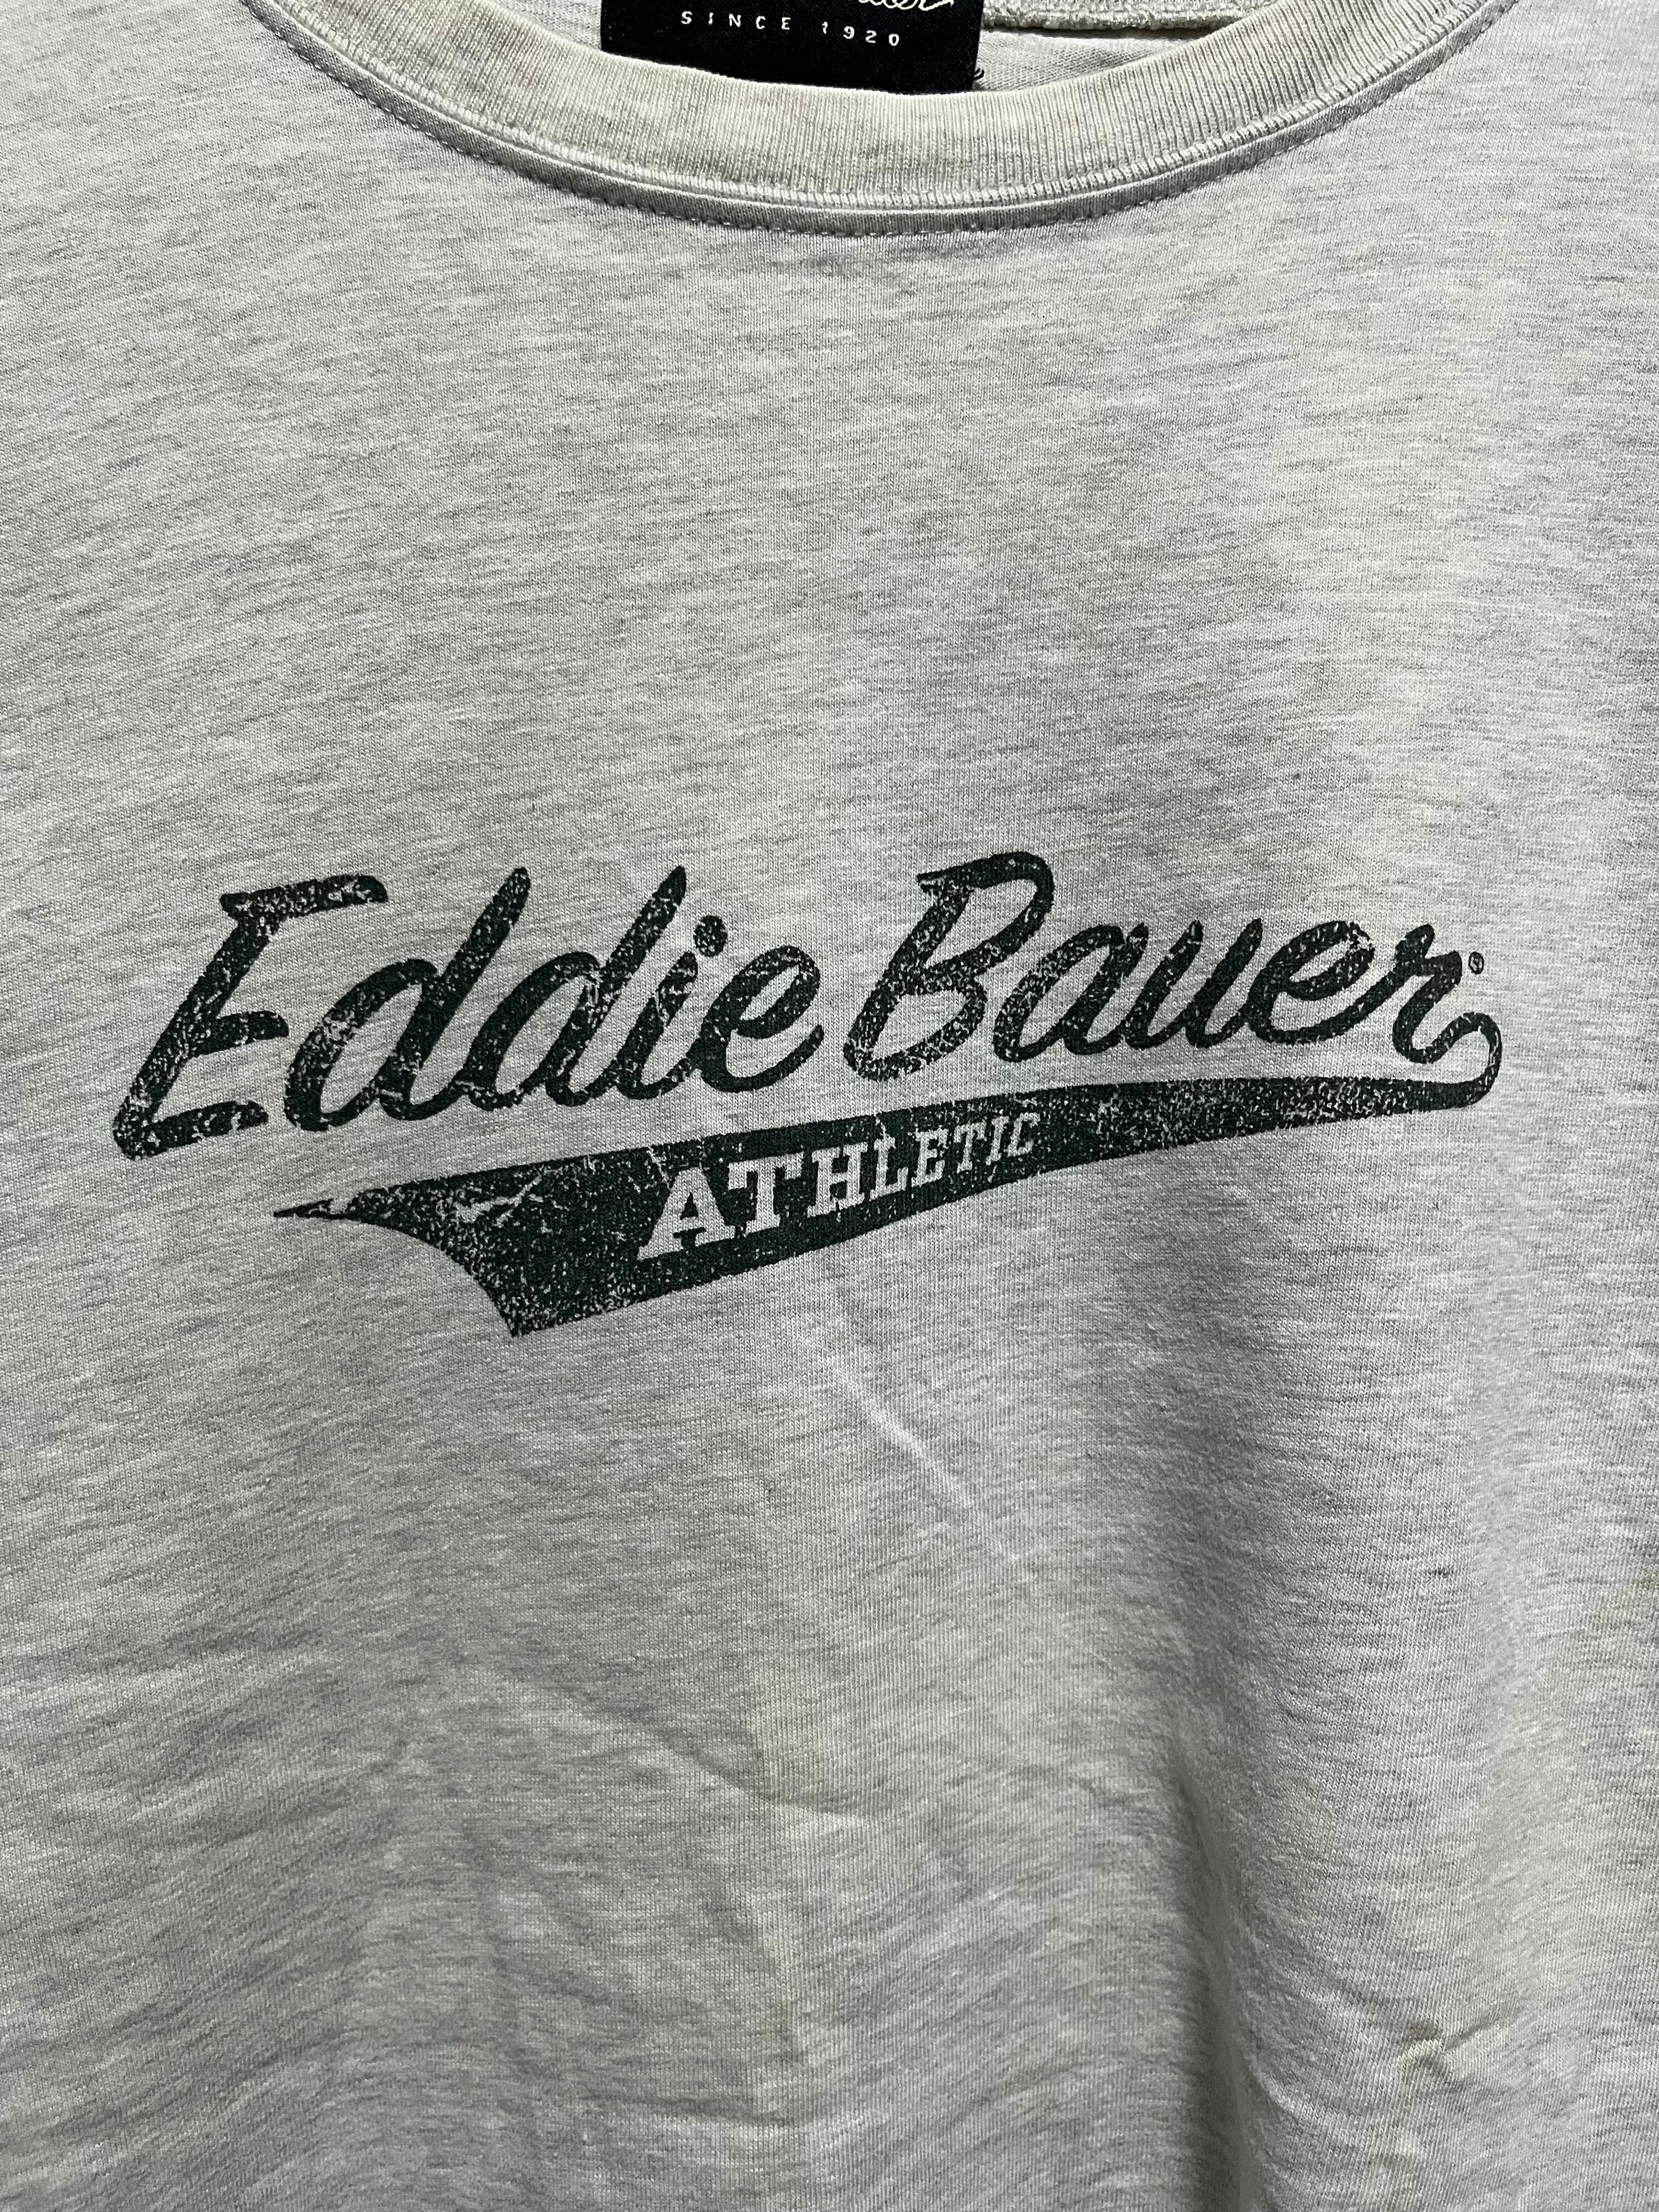 SINCE 1920
Eddie Bauer®
ATHLETIC